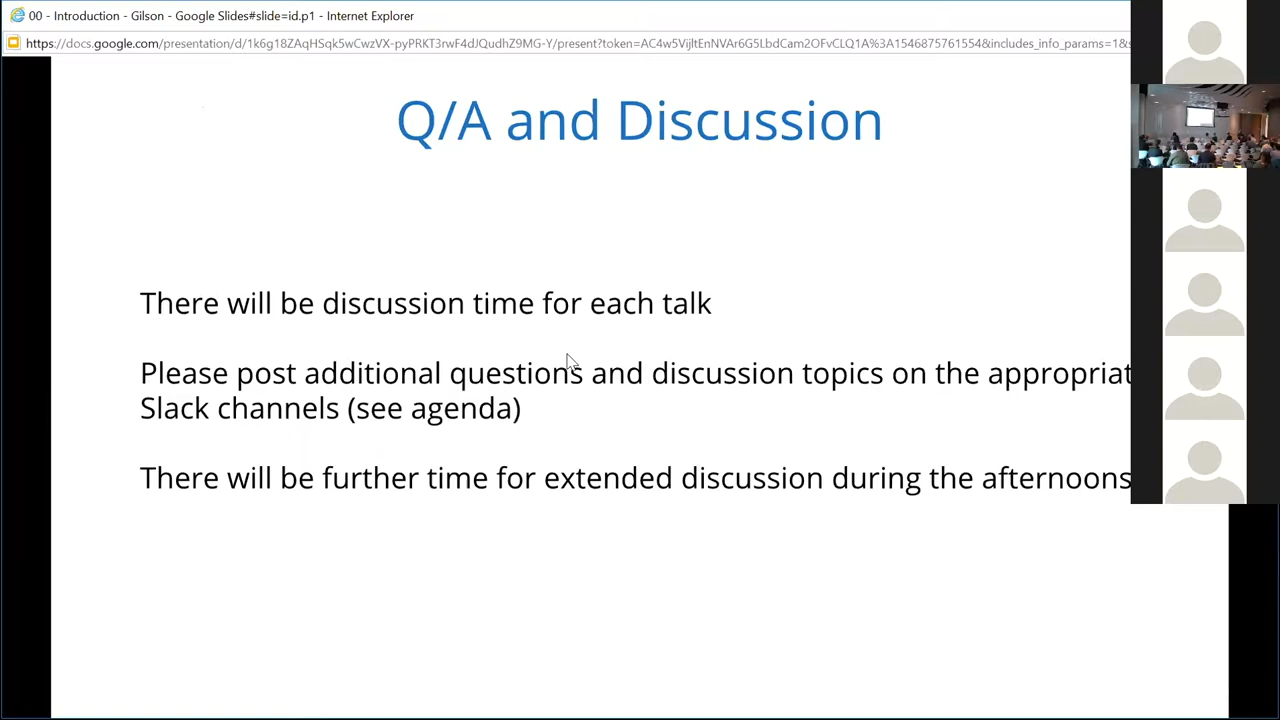 00 - Introduction - Gilson - Google Slides#slide=id.p1 - Internet Explorer
https://docs.google.com/presentation/d/1k6g18ZAqHSqk5wCwzVX-pyPRKT3rwF4dJQudhZ9MG-Y/present?token=AC4w5VijltEnNVAr6G5LbdCam2OFvCLQ1A%3A1546875761554&includes_info_params=1&s
Q/A and Discussion
There will be discussion time for each talk
Please post additional questions and discussion topics on the appropriat
Slack channels (see agenda)
There will be further time for extended discussion during the afternoons